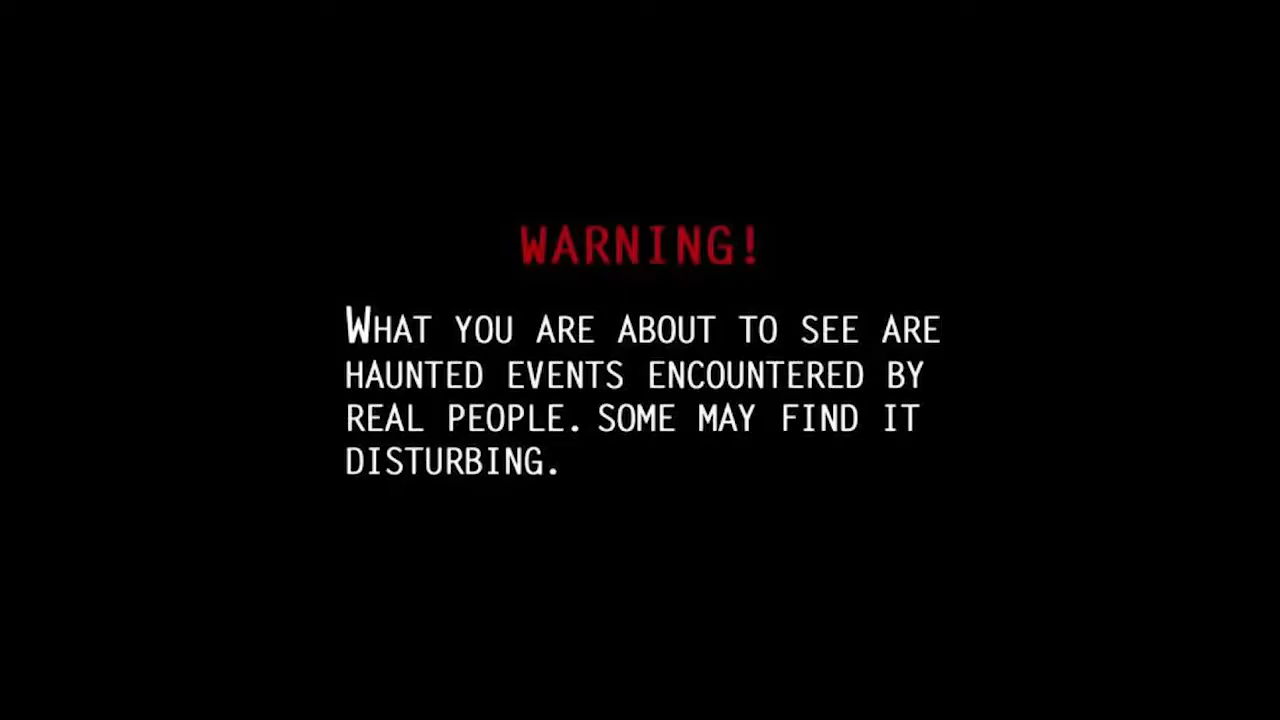 WARNING!
WHAT YOU ARE ABOUT TO SEE ARE
HAUNTED EVENTS ENCOUNTERED BY
REAL PEOPLE. SOME MAY FIND IT
DISTURBING.